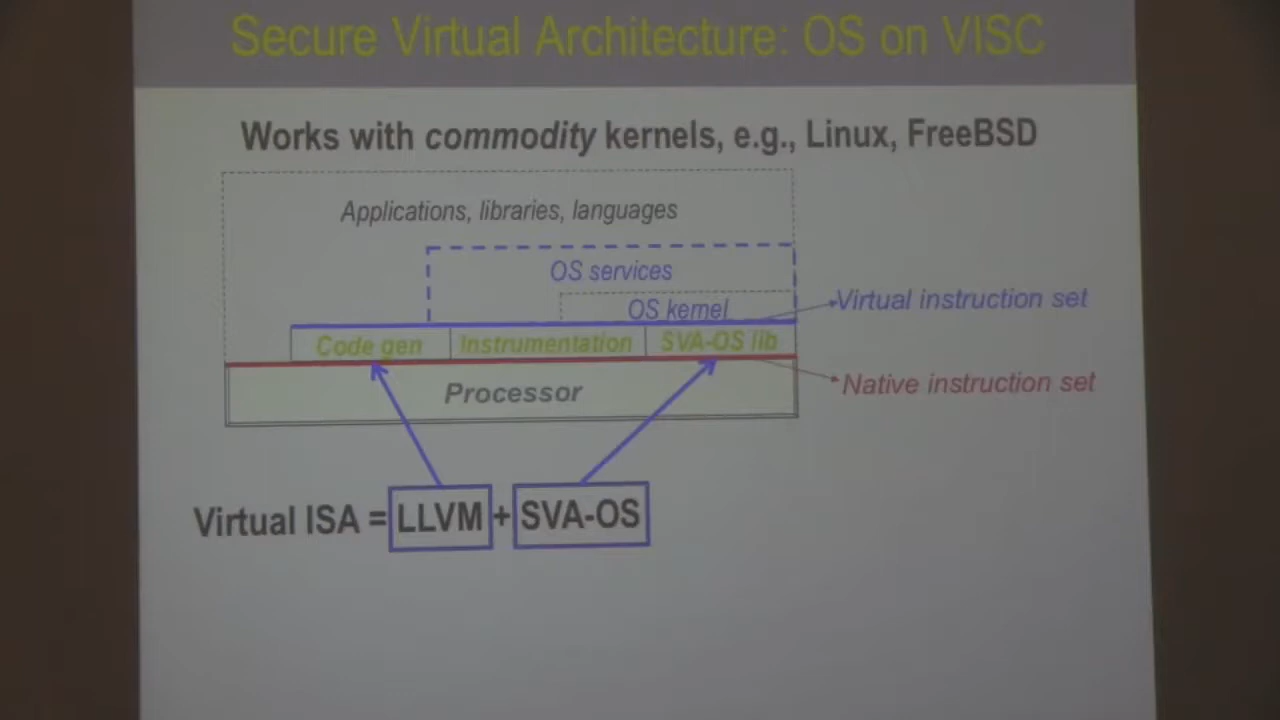 Secure Virtual Architecture: OS on VISC
Works with commodity kernels, e.g., Linux, FreeBSD
Applications, libraries, languages
OS services
OS kernel
Virtual instruction set
Code gen
Instrumentation
SVA-OS lib
Native instruction set
Processor
Virtual ISA = LLVM + SVA-OS